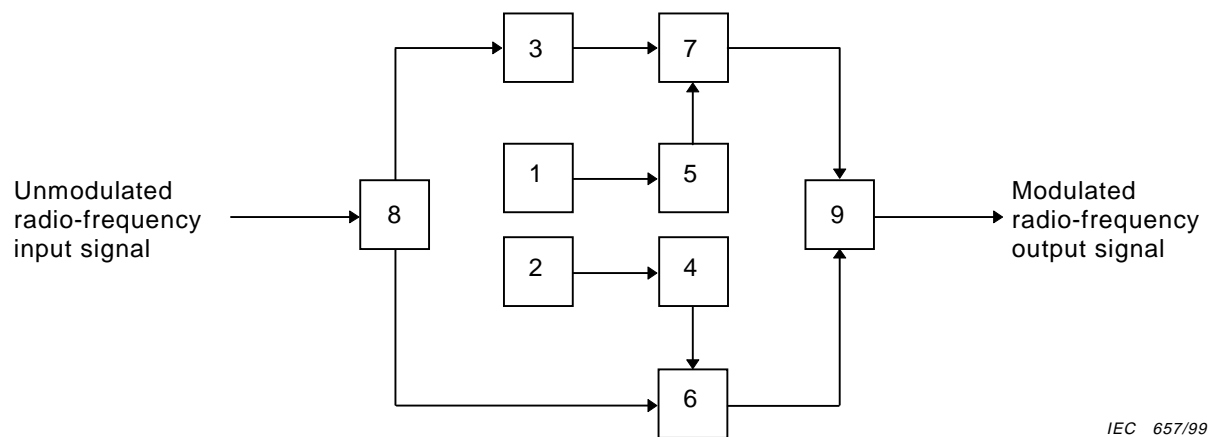 3
7
1
5
Unmodulated
radio-frequency
input signal
8
9
Modulated
radio-frequency
output signal
2
4
6
IEC 657/99